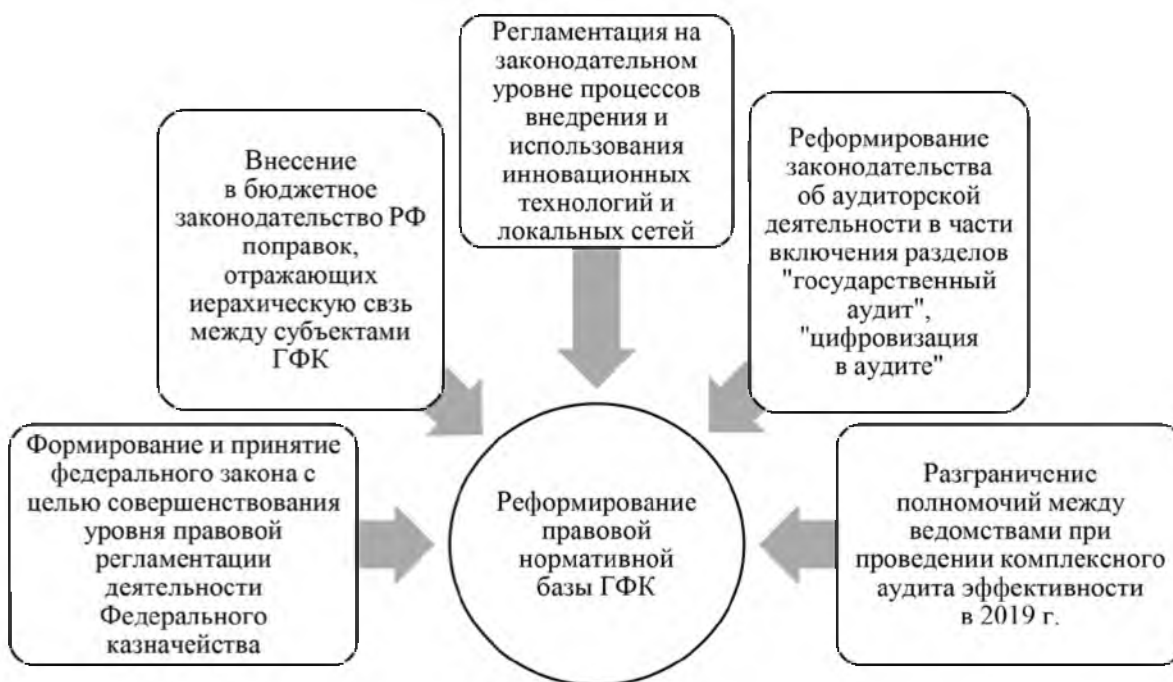 Регламентация на
законодательном
уровне процессов
внедрения и
использования
инновационных
технологий и
локальных сетей
Внесение
в бюджетное
законодательство РФ
поправок,
отражающих
иерахическую свзь
между субъектами
ГФК
Реформирование
законодательства
об аудиторской
деятельности в части
включения разделов
"государственный
аудит",
"цифровизация
в аудите"
Формирование и принятие
федерального закона с
целью совершенствования
уровня правовой
регламентации
деятельности
Федерального
казначейства
Реформирование
правовой
нормативной
базы ГФК
Разграничение
полномочий между
ведомствами при
проведении комплексного
аудита эффективности
в 2019 г.